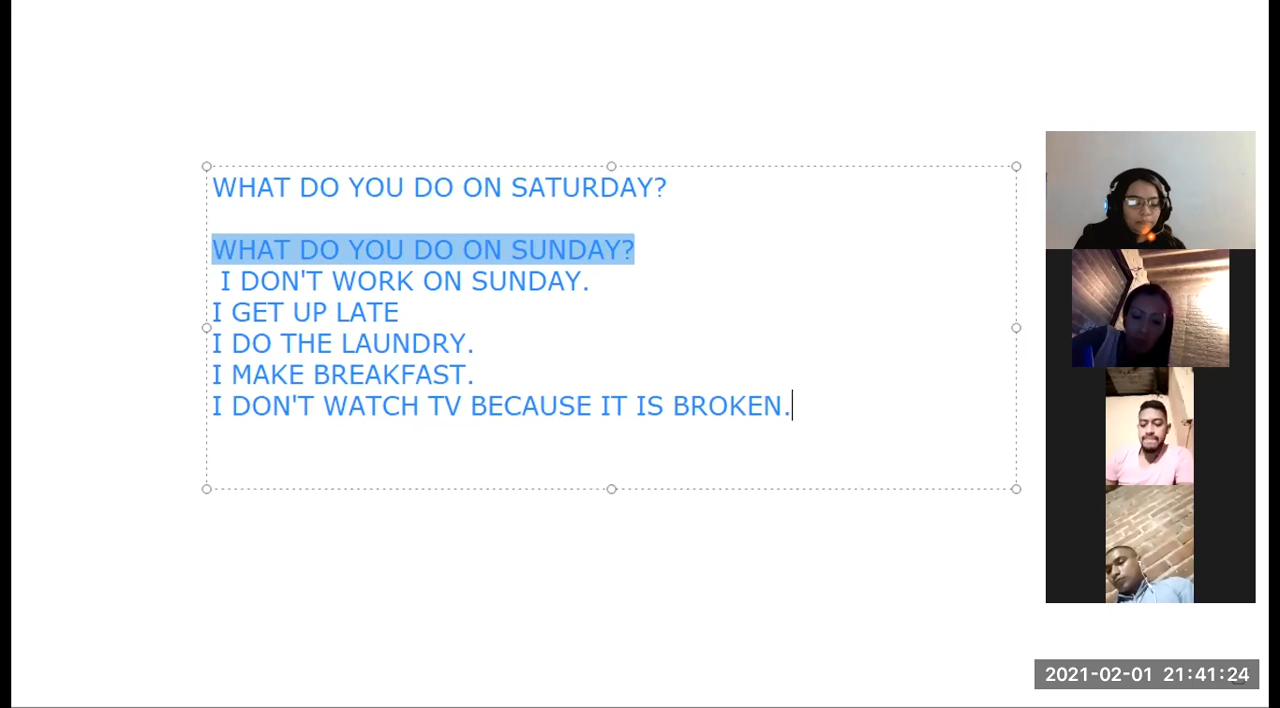 WHAT DO YOU DO ON SATURDAY?
WHAT DO YOU DO ON SUNDAY?
I DON'T WORK ON SUNDAY.
I GET UP LATE
I DO THE LAUNDRY.
I MAKE BREAKFAST.
I DON'T WATCH TV BECAUSE IT IS BROKEN.
2021-02-01 21:41:24